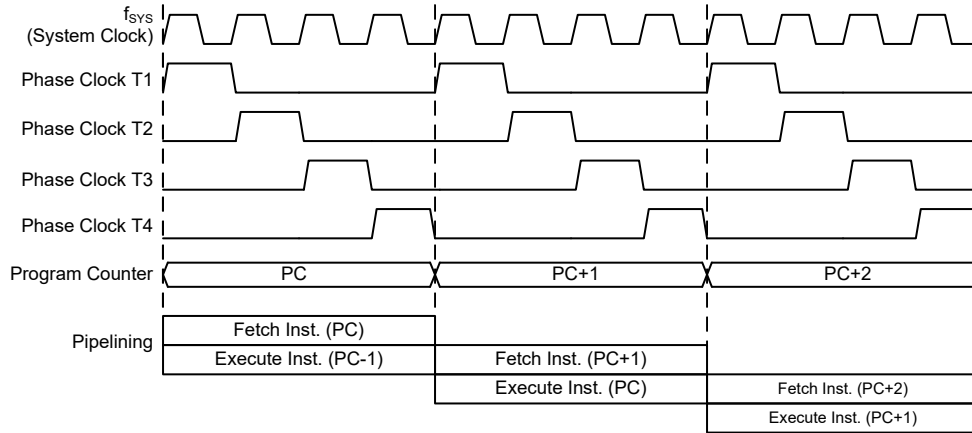 fSYS
(System Clock)
Phase Clock T1
Phase Clock T2
Phase Clock T3
Phase Clock T4
Program Counter PC PC+1 PC+2
Pipelining
Fetch Inst. (PC)
Execute Inst. (PC-1) Fetch Inst. (PC+1)
Execute Inst. (PC) Fetch Inst. (PC+2)
Execute Inst. (PC+1)